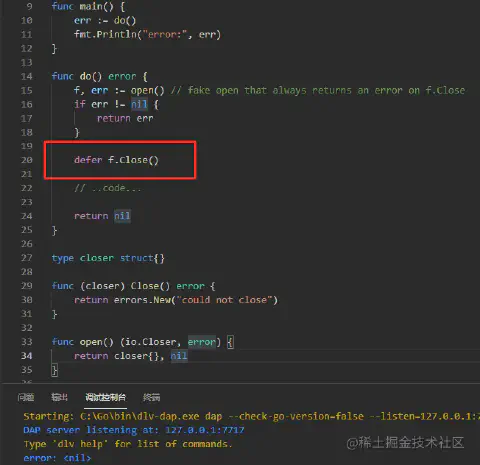 9 func main() {
10 err := do()
11 fmt.Println("error:", err)
12 }
13
14 func do() error {
15 f, err := open() // fake open that always returns an error on f.Close
16 if err != nil {
17 return err
18 }
19
20 defer f.Close()
21
22 // ..code...
23
24 return nil
25 }
26
27 type closer struct{}
28
29 func (closer) Close() error {
30 return errors.New("could not close")
31 }
32
33 func open() (io.Closer, error) {
34 return closer{}, nil
35 }
问题 输出 调试控制台 终端
Starting: C:\Go\bin\dlv-dap.exe dap --check-go-version=false --listen=127.0.0.1:7
DAP server listening at: 127.0.0.1:7717
Type 'dlv help' for list of commands.
error: <nil>
@稀土掘金技术社区